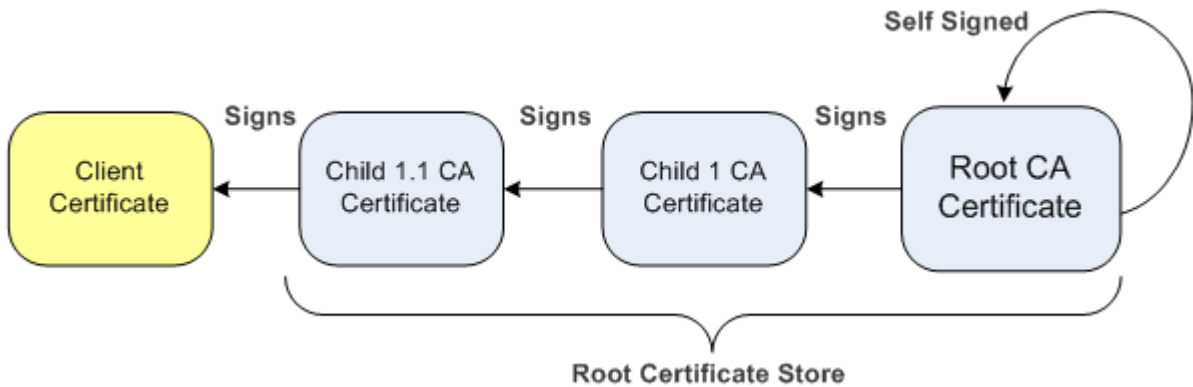 Self Signed
Signs
Signs
Signs
Client
Certificate
Child 1.1 CA
Certificate
Child 1 CA
Certificate
Root CA
Certificate
Root Certificate Store